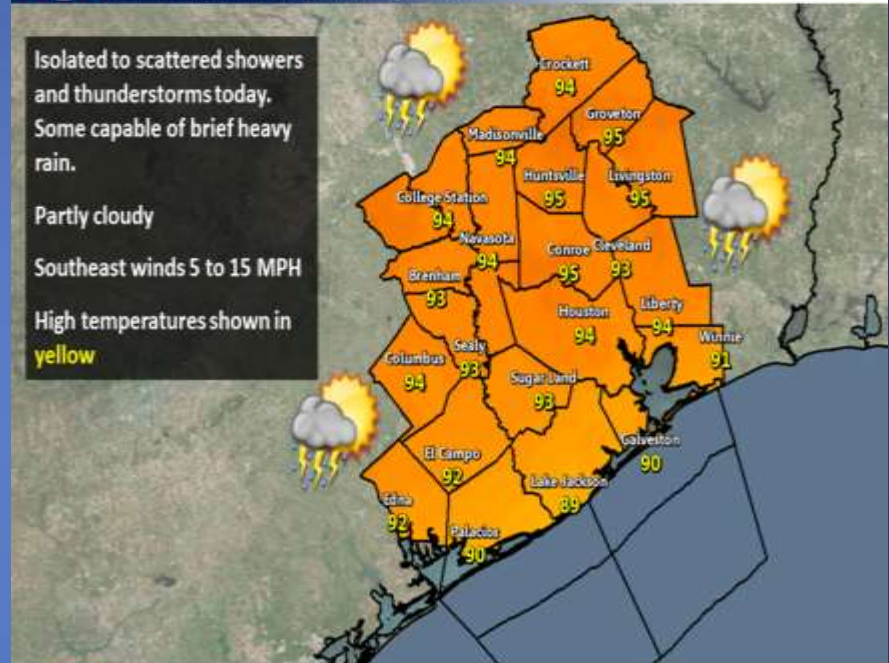 Isolated to scattered showers
and thunderstorms today.
Some capable of brief heavy
rain.
Partly cloudy
Southeast winds 5 to 15 MPH
High temperatures shown in
yellow
Crockett
94
Groveton
95
Madisonville
94
Huntsville
95
Livingston
95
College Station
94
Navasota
94
Conroe
95
Cleveland
93
Brenham
93
Houston
94
Liberty
94
Winnie
91
Sealy
93
Columbus
94
Sugar Land
93
Galveston
90
El Campo
92
Lake Jackson
89
Edna
92
Palacios
90